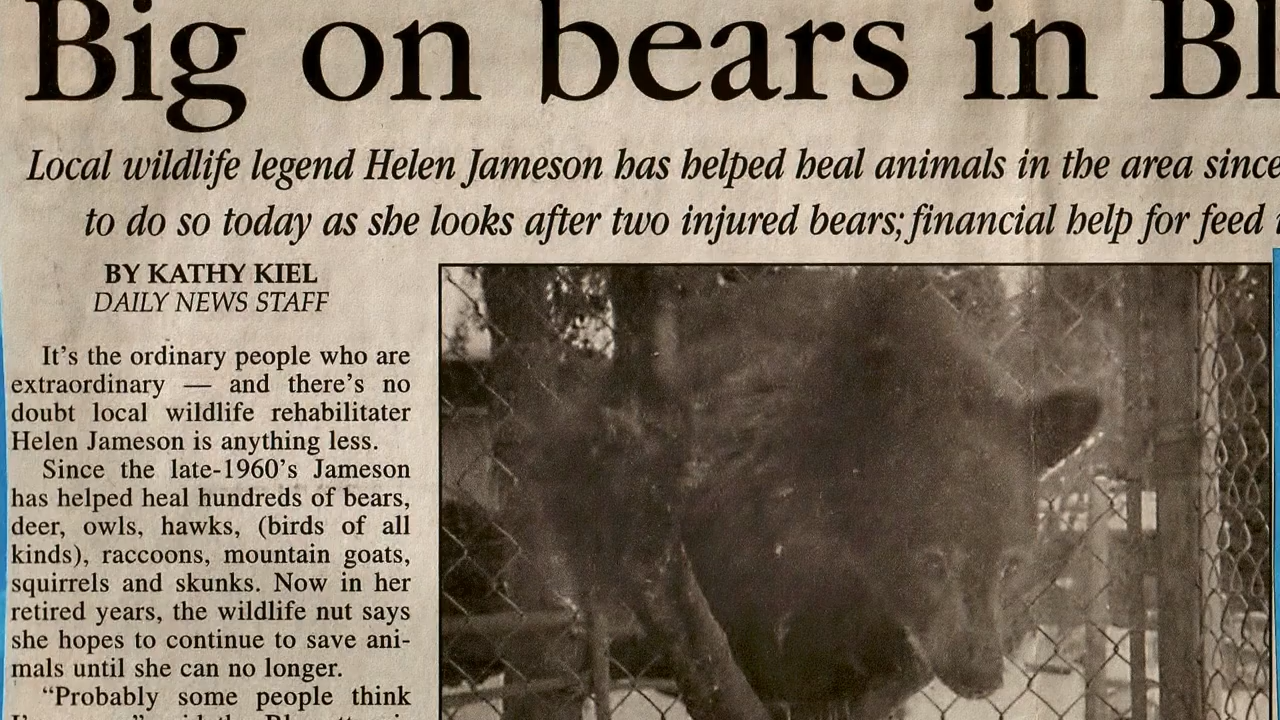 Big on bears in Bl
Local wildlife legend Helen Jameson has helped heal animals in the area since
to do so today as she looks after two injured bears; financial help for feed
BY KATHY KIEL
DAILY NEWS STAFF
It's the ordinary people who are
extraordinary — and there's no
doubt local wildlife rehabilitater
Helen Jameson is anything less.
Since the late-1960's Jameson
has helped heal hundreds of bears,
deer, owls, hawks, (birds of all
kinds), raccoons, mountain goats,
squirrels and skunks. Now in her
retired years, the wildlife nut says
she hopes to continue to save ani-
mals until she can no longer.
“Probably some people think